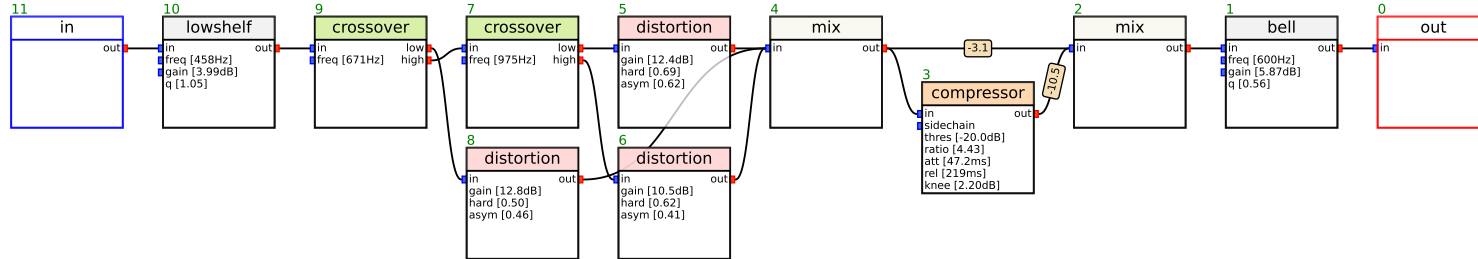 11
in
out
10
lowshelf
in out
freq [458Hz]
gain [3.99dB]
q [1.05]
9
crossover
in low
freq [671Hz] high
7
crossover
in low
freq [975Hz] high
5
distortion
in out
gain [12.4dB]
hard [0.69]
asym [0.62]
4
mix
in out
-3.1
-10.5
2
mix
in out
1
bell
in out
freq [600Hz]
gain [5.87dB]
q [0.56]
0
out
in
3
compressor
in out
sidechain
thres [-20.0dB]
ratio [4.43]
att [47.2ms]
rel [219ms]
knee [2.20dB]
8
distortion
in out
gain [12.8dB]
hard [0.50]
asym [0.46]
6
distortion
in out
gain [10.5dB]
hard [0.62]
asym [0.41]